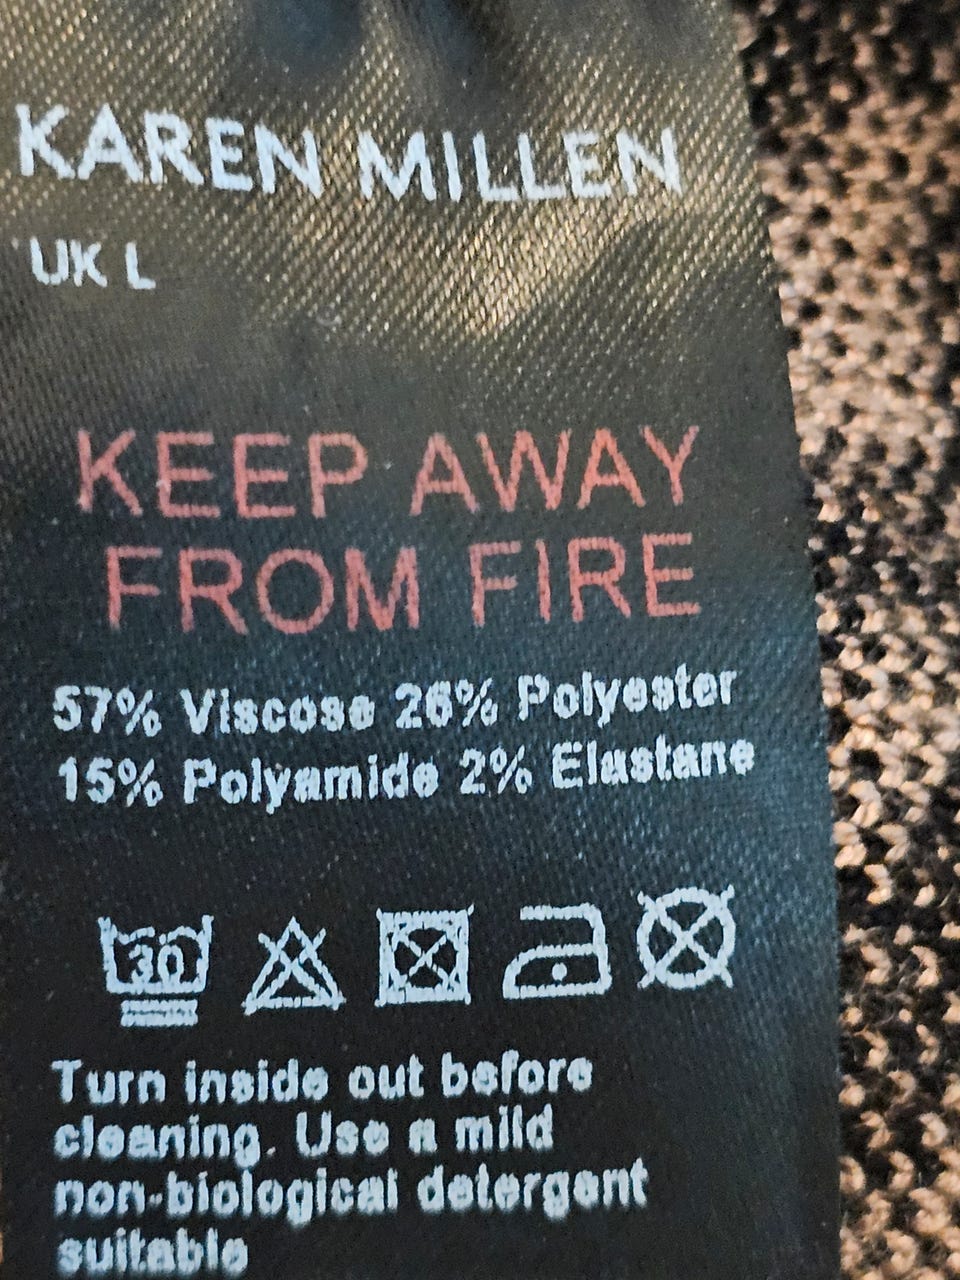 KAREN MILLEN
UK L
KEEP AWAY
FROM FIRE
57% Viscose 26% Polyester
15% Polyamide 2% Elastane
30
Turn inside out before
cleaning. Use a mild
non-biological detergent
suitable